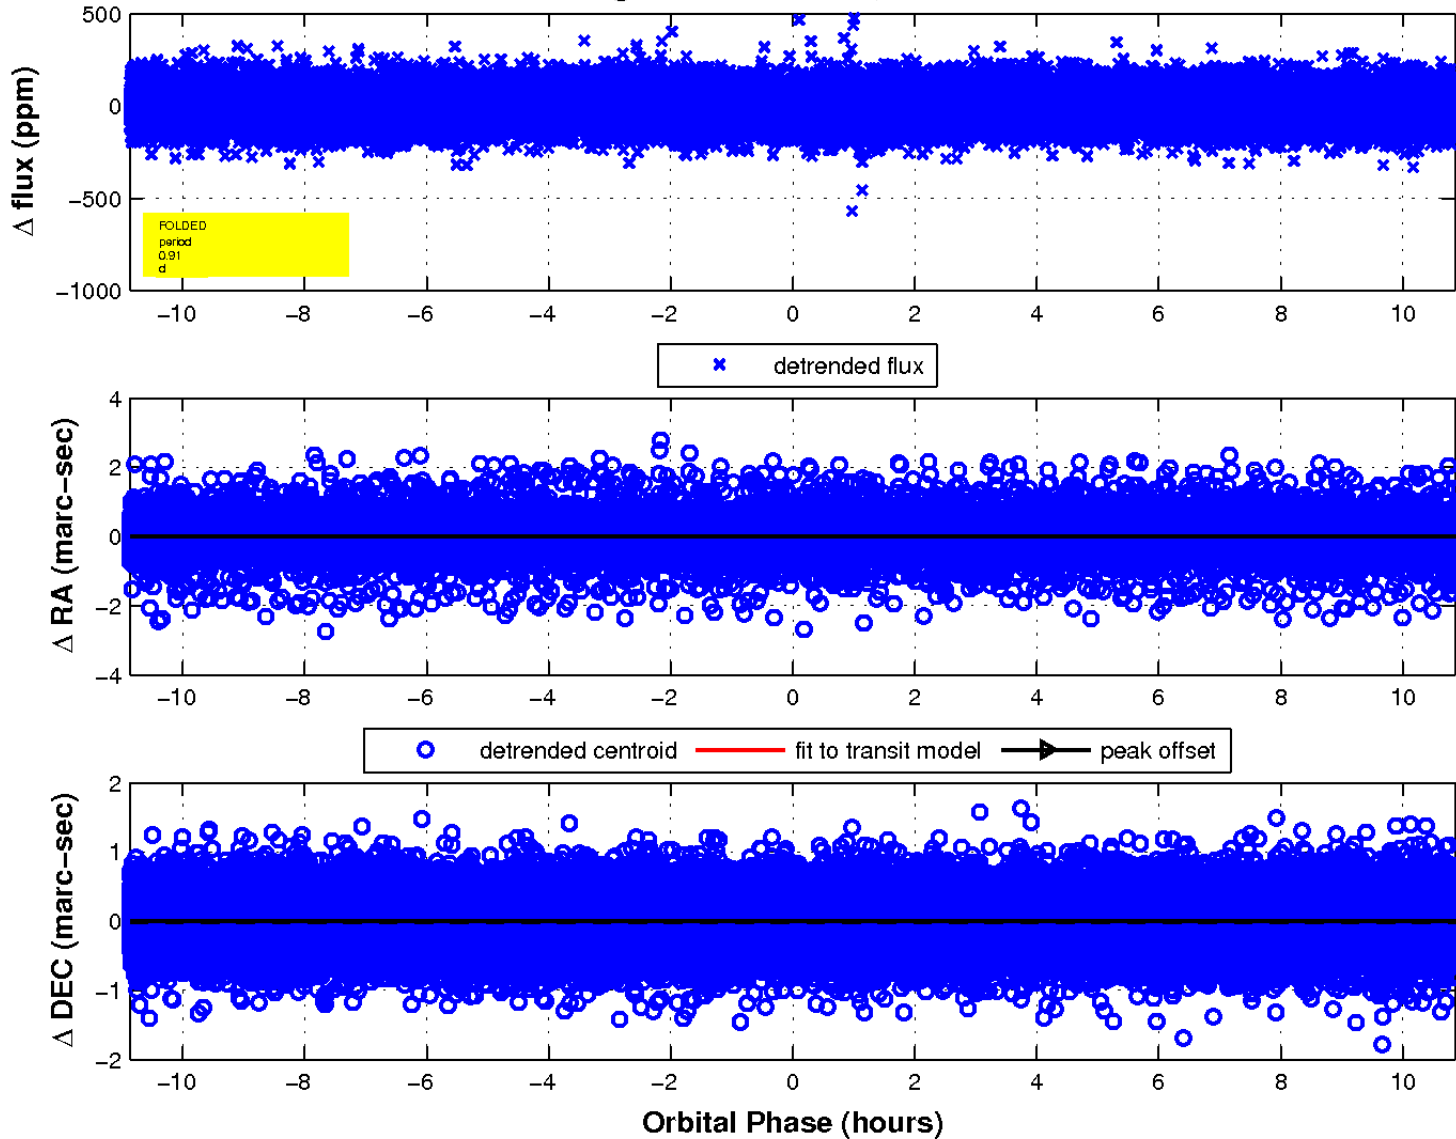 500
0
−500
−1000
Δ flux (ppm)
FOLDED
period
0.91
d
−10 −8 −6 −4 −2 0 2 4 6 8 10
detrended flux
4
2
0
−2
−4
Δ RA (marc−sec)
−10 −8 −6 −4 −2 0 2 4 6 8 10
detrended centroid fit to transit model peak offset
2
1
0
−1
−2
Δ DEC (marc−sec)
−10 −8 −6 −4 −2 0 2 4 6 8 10
Orbital Phase (hours)